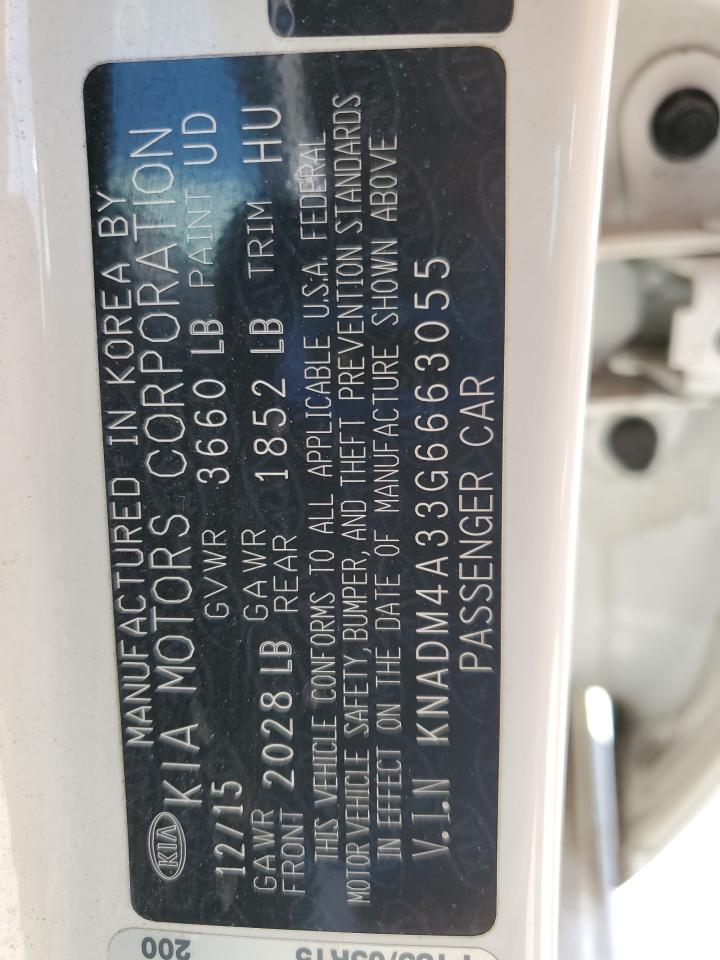 MANUFACTURED IN KOREA BY
KIA KIA MOTORS CORPORATION
12/15 GVWR 3660 LB PAINT UD
GAWR FRONT 2028 LB GAWR REAR 1852 LB TRIM HU
THIS VEHICLE CONFORMS TO ALL APPLICABLE U.S.A. FEDERAL
MOTOR VEHICLE SAFETY, BUMPER, AND THEFT PREVENTION STANDARDS
IN EFFECT ON THE DATE OF MANUFACTURE SHOWN ABOVE
V.I.N KNADM4A33G6663055
PASSENGER CAR
200